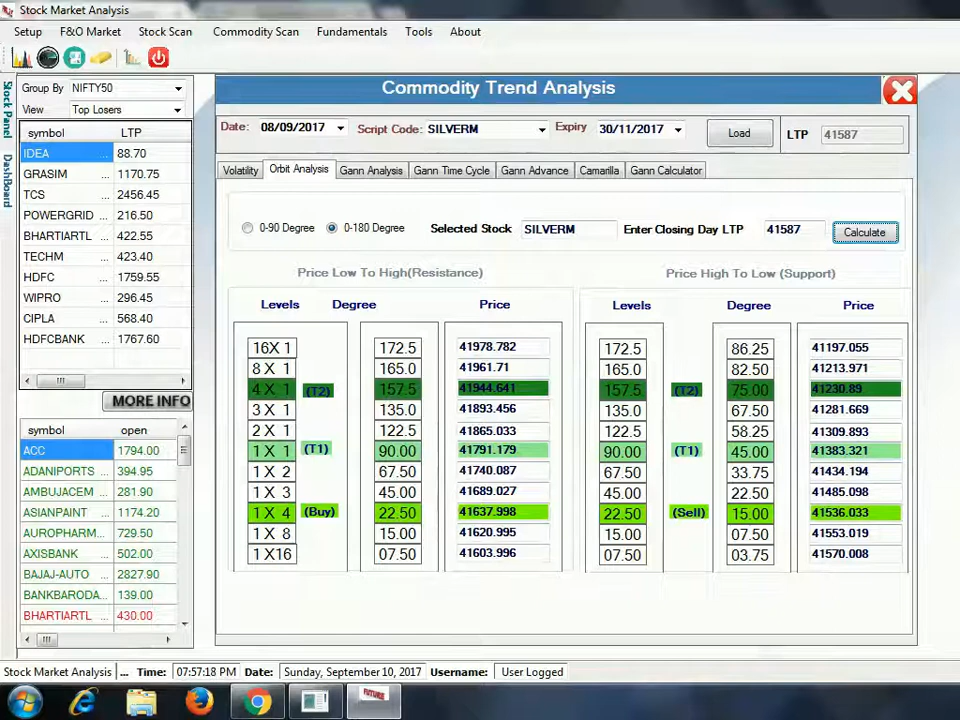 Stock Market Analysis
Setup F&O Market Stock Scan Commodity Scan Fundamentals Tools About
Stock Panel
DashBoard
Group By NIFTY50
View Top Losers
symbol LTP
IDEA ... 88.70
GRASIM ... 1170.75
TCS ... 2456.45
POWERGRID ... 216.50
BHARTIARTL ... 422.55
TECHM ... 423.40
HDFC ... 1759.55
WIPRO ... 296.45
CIPLA ... 568.40
HDFCBANK ... 1767.60
MORE INFO
symbol open
ACC ... 1794.00
ADANIPORTS ... 394.95
AMBUJACEM ... 281.90
ASIANPAINT ... 1174.20
AUROPHARM... 729.50
AXISBANK ... 502.00
BAJAJ-AUTO ... 2827.90
BANKBARODA... 139.00
BHARTIARTL ... 430.00
Commodity Trend Analysis
Date: 08/09/2017 Script Code: SILVERM Expiry 30/11/2017 Load LTP 41587
Volatility Orbit Analysis Gann Analysis Gann Time Cycle Gann Advance Camarilla Gann Calculator
0-90 Degree 0-180 Degree Selected Stock SILVERM Enter Closing Day LTP 41587 Calculate
Price Low To High(Resistance) Price High To Low (Support)
Levels Degree Price Levels Degree Price
16X 1 172.5 41978.782 172.5 86.25 41197.055
8 X 1 165.0 41961.71 165.0 82.50 41213.971
4 X 1 (T2) 157.5 41944.641 157.5 (T2) 75.00 41230.89
3 X 1 135.0 41893.456 135.0 67.50 41281.669
2 X 1 122.5 41865.033 122.5 58.25 41309.893
1 X 1 (T1) 90.00 41791.179 90.00 (T1) 45.00 41383.321
1 X 2 67.50 41740.087 67.50 33.75 41434.194
1 X 3 45.00 41689.027 45.00 22.50 41485.098
1 X 4 (Buy) 22.50 41637.998 22.50 (Sell) 15.00 41536.033
1 X 8 15.00 41620.995 15.00 07.50 41553.019
1 X16 07.50 41603.996 07.50 03.75 41570.008
Stock Market Analysis ... Time: 07:57:18 PM Date: Sunday, September 10, 2017 Username: User Logged
FUTURE